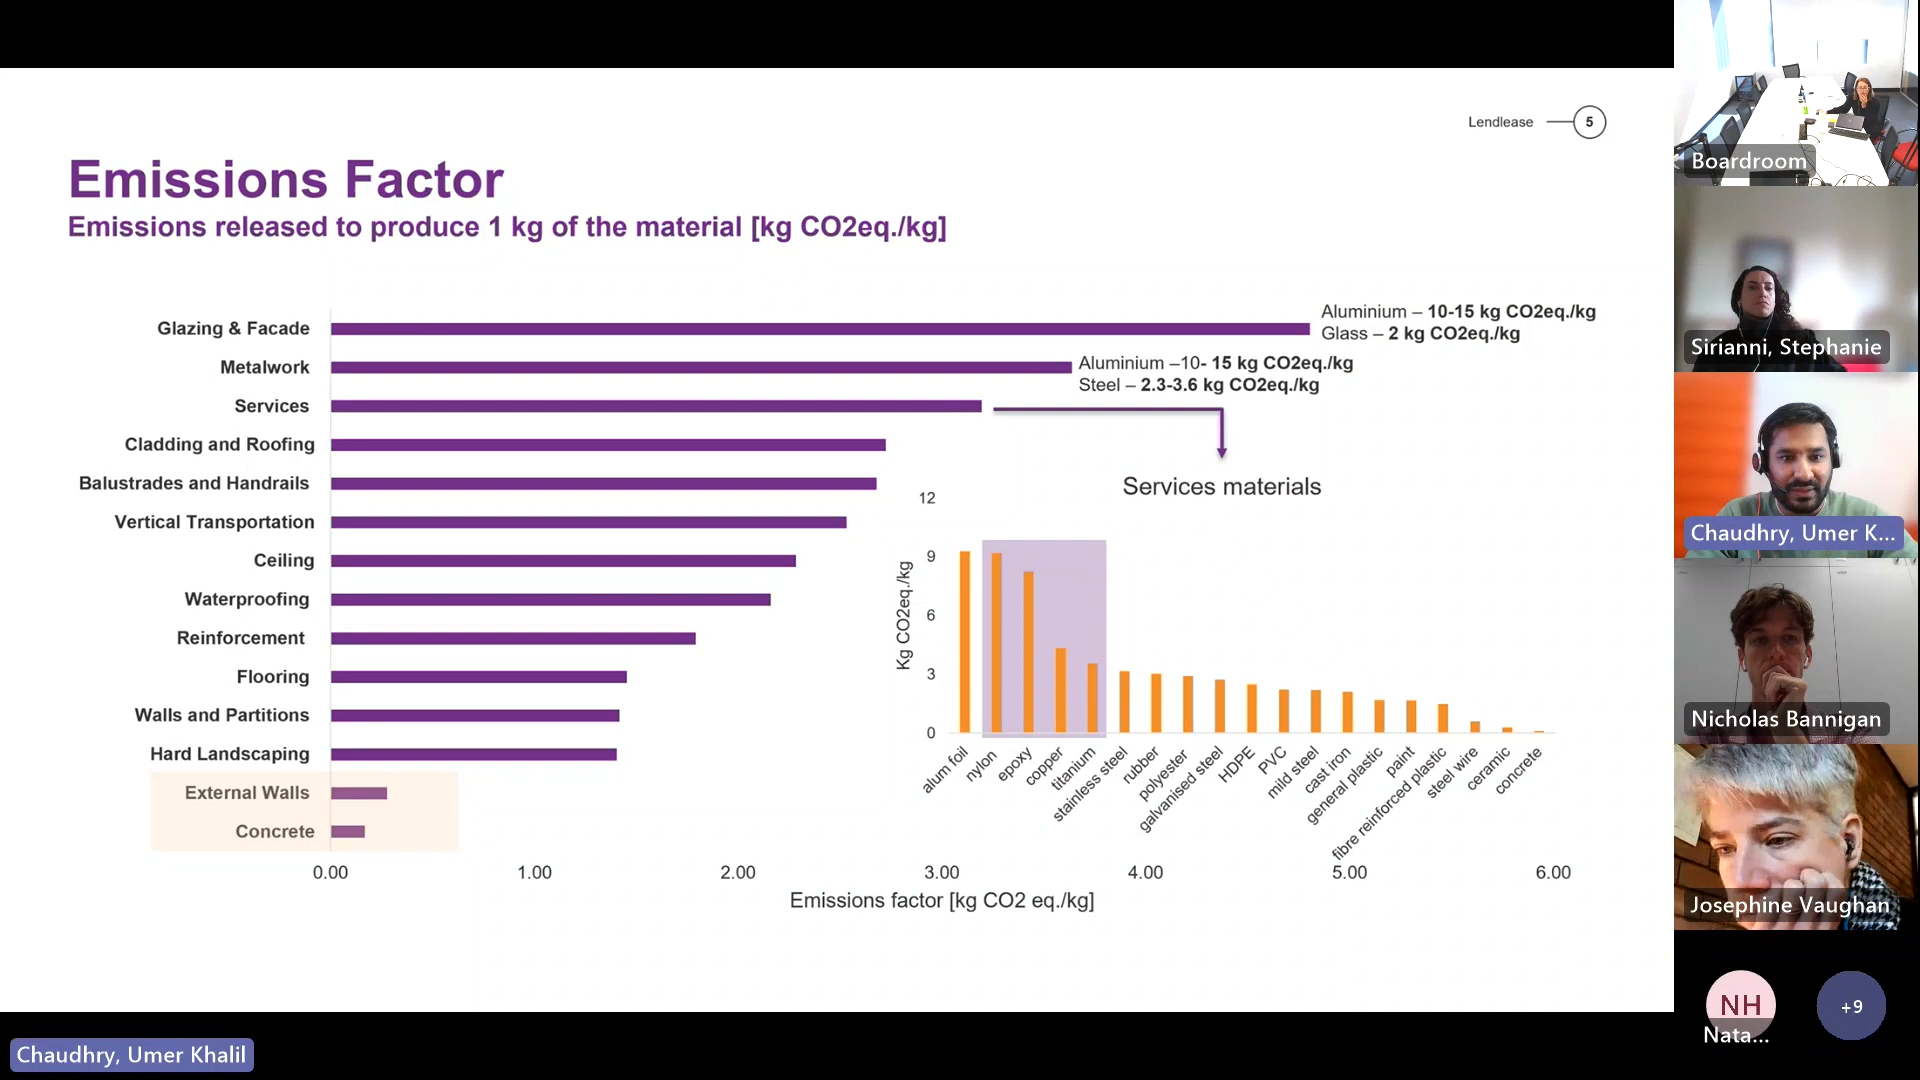 Lendlease 5
Emissions Factor
Emissions released to produce 1 kg of the material [kg CO2eq./kg]
Glazing & Facade
Aluminium – 10-15 kg CO2eq./kg
Glass – 2 kg CO2eq./kg
Metalwork
Aluminium –10- 15 kg CO2eq./kg
Steel – 2.3-3.6 kg CO2eq./kg
Services
Cladding and Roofing
Balustrades and Handrails
Vertical Transportation
Ceiling
Waterproofing
Reinforcement
Flooring
Walls and Partitions
Hard Landscaping
External Walls
Concrete
0.00 1.00 2.00 3.00 4.00 5.00 6.00
Emissions factor [kg CO2 eq./kg]
Services materials
Kg CO2eq./kg
12
9
6
3
0
alum foil
nylon
epoxy
copper
titanium
stainless steel
rubber
polyester
galvanised steel
HDPE
PVC
mild steel
cast iron
general plastic
paint
fibre reinforced plastic
steel wire
ceramic
concrete
Boardroom
Sirianni, Stephanie
Chaudhry, Umer K...
Nicholas Bannigan
Josephine Vaughan
NH
Nata...
+9
Chaudhry, Umer Khalil